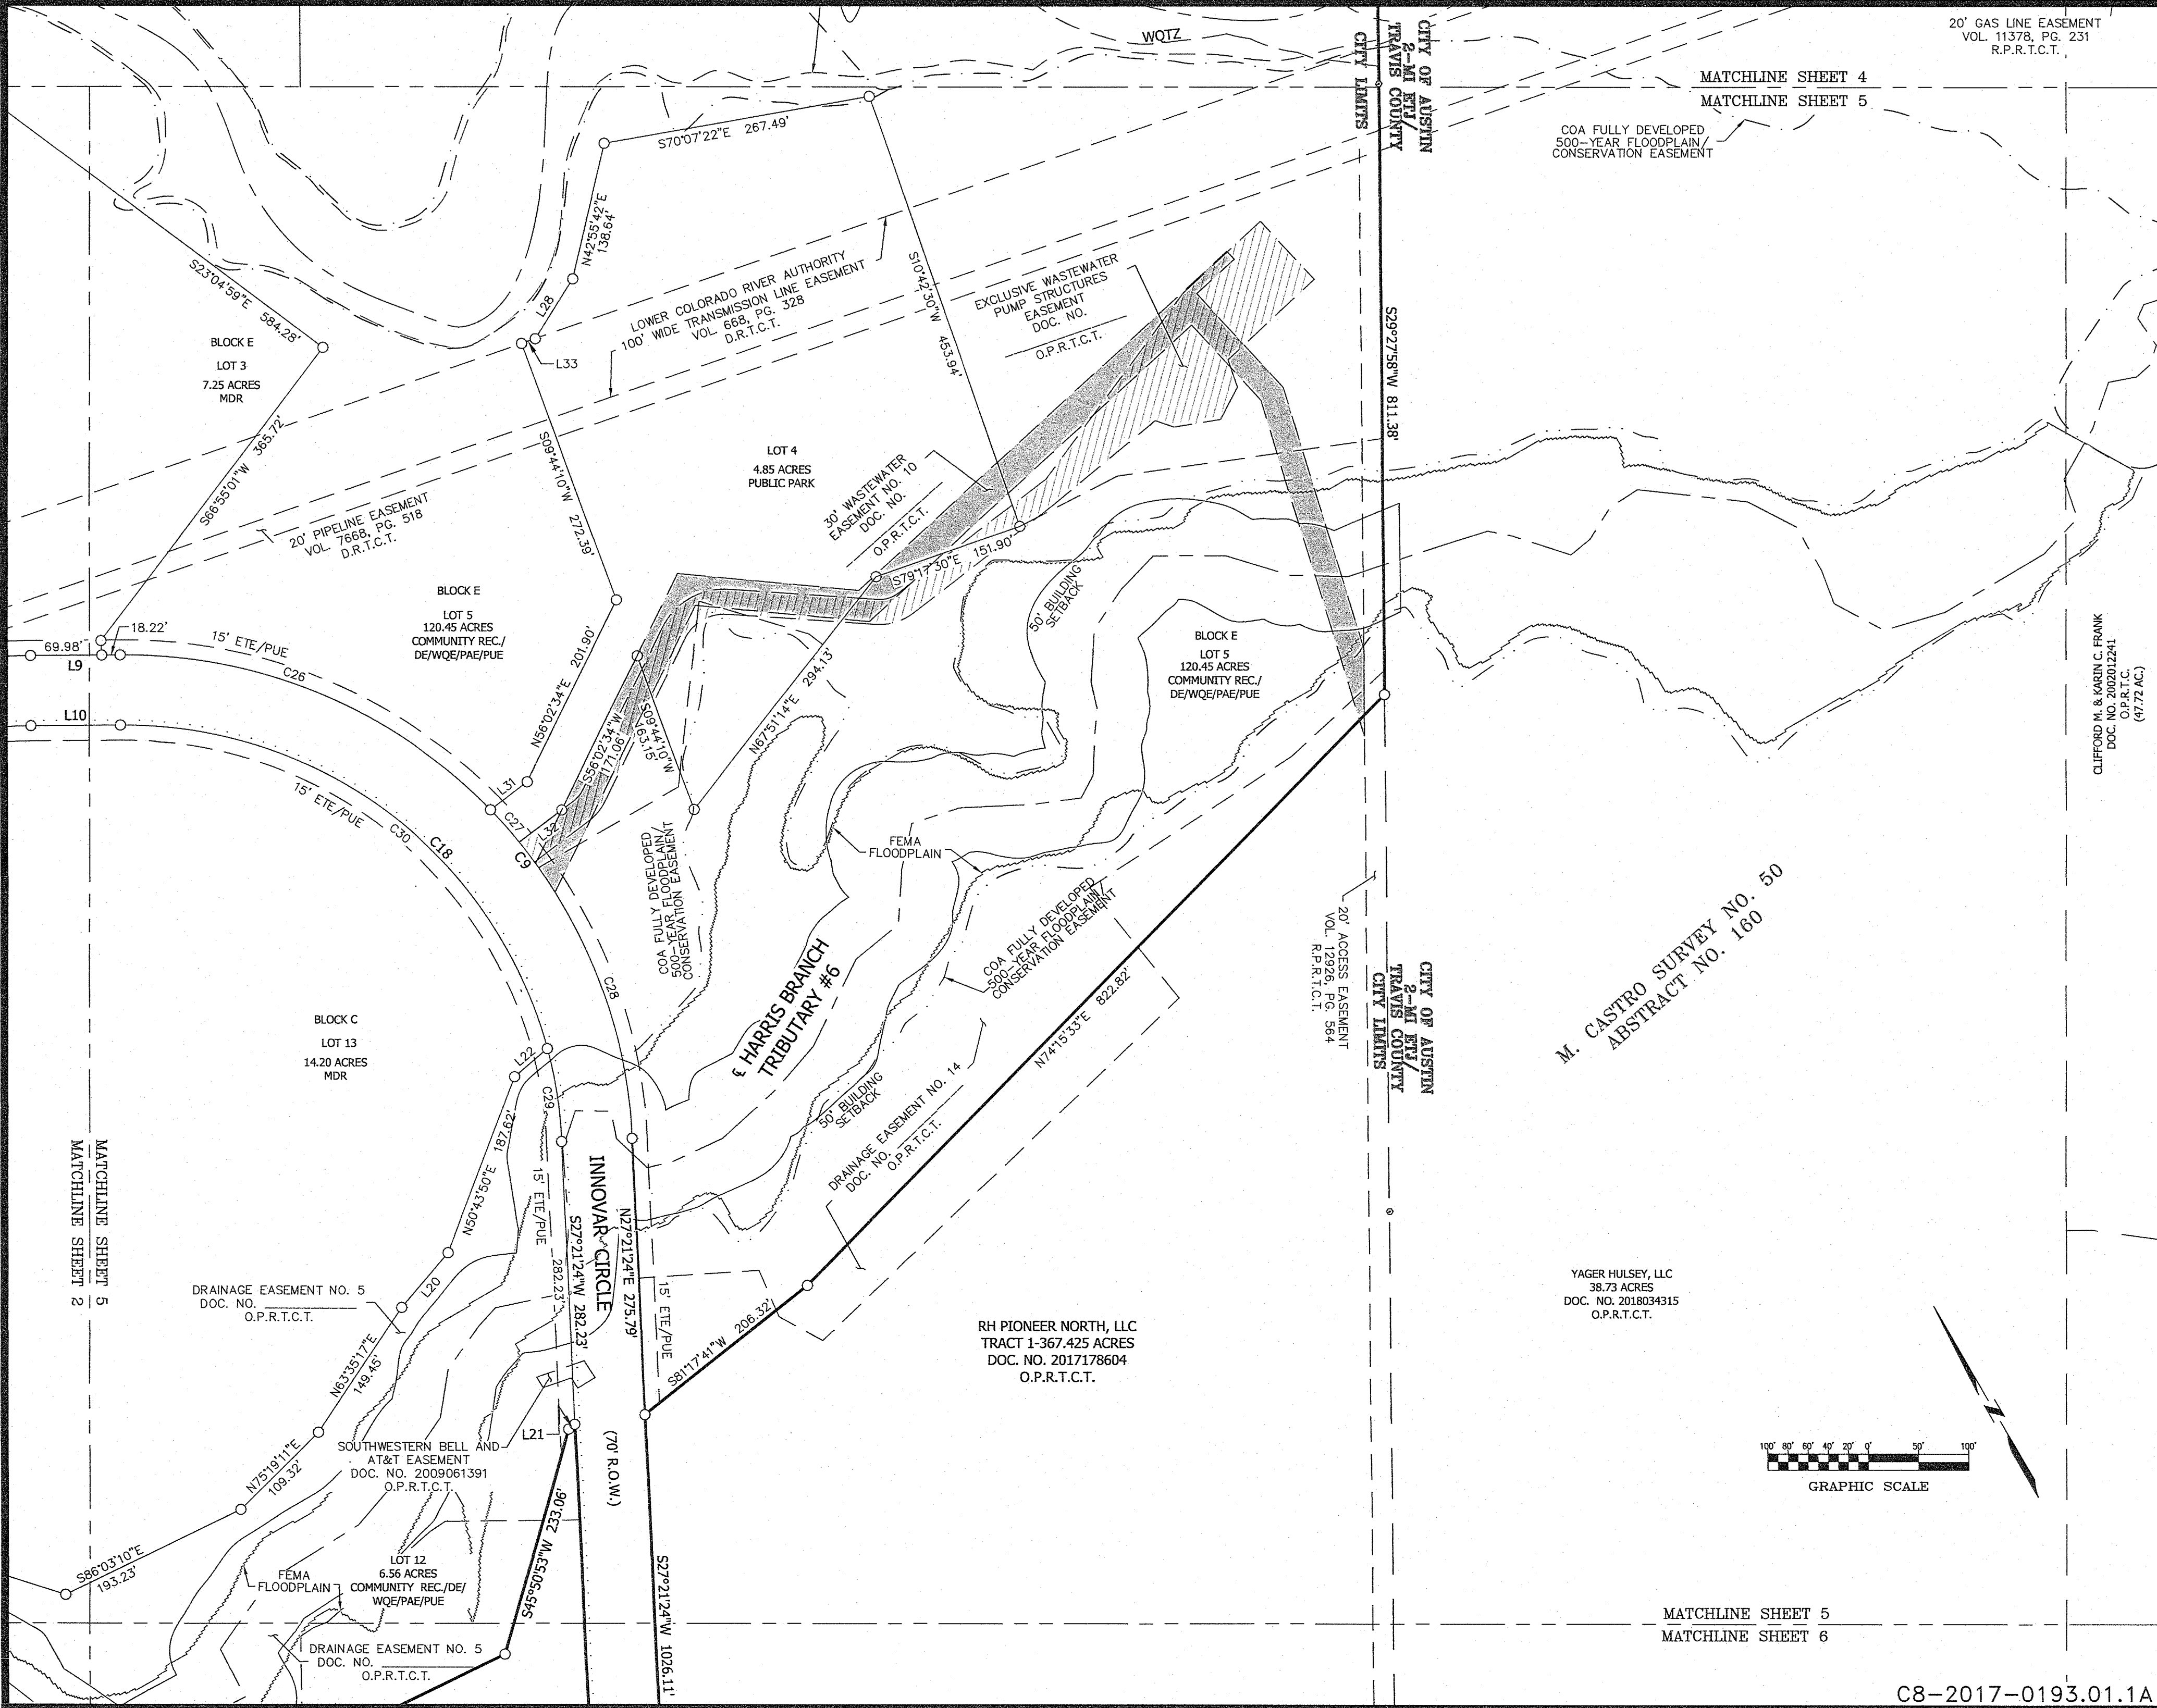 20' GAS LINE EASEMENT
VOL. 11378, PG. 231
R.P.R.T.C.T.
WQTZ
CITY OF AUSTIN
2-MI ETJ/
TRAVIS COUNTY
CITY LIMITS
MATCHLINE SHEET 4
MATCHLINE SHEET 5
COA FULLY DEVELOPED
500-YEAR FLOODPLAIN/
CONSERVATION EASEMENT
S70°07'22"E 267.49'
N42°55'42"E
138.64'
S23°04'59"E 584.28'
L28
L33
LOWER COLORADO RIVER AUTHORITY
100' WIDE TRANSMISSION LINE EASEMENT
VOL. 668, PG. 328
D.R.T.C.T.
S10°42'30"W 453.94'
EXCLUSIVE WASTEWATER
PUMP STRUCTURES
EASEMENT
DOC. NO.
O.P.R.T.C.T.
S29°27'58"W 811.38'
BLOCK E
LOT 3
7.25 ACRES
MDR
S66°55'01"W 365.72'
S09°44'10"W 272.39'
LOT 4
4.85 ACRES
PUBLIC PARK
30' WASTEWATER
EASEMENT NO. 10
DOC. NO.
O.P.R.T.C.T.
20' PIPELINE EASEMENT
VOL. 7668, PG. 518
D.R.T.C.T.
S79°17'30"E 151.90'
BLOCK E
LOT 5
120.45 ACRES
COMMUNITY REC./
DE/WQE/PAE/PUE
50' BUILDING
SETBACK
BLOCK E
LOT 5
120.45 ACRES
COMMUNITY REC./
DE/WQE/PAE/PUE
18.22'
69.98'
L9
15' ETE/PUE
C26
L10
N56°02'34"E 201.90'
S56°02'34"W
171.06'
S09°44'10"W
163.15'
N67°51'14"E 294.13'
CLIFFORD M. & KARIN C. FRANK
DOC. NO. 2002012241
O.P.R.T.C.
(47.72 AC.)
L31
C27
L32
C9
15' ETE/PUE
C30
C18
COA FULLY DEVELOPED
500-YEAR FLOODPLAIN/
CONSERVATION EASEMENT
FEMA
FLOODPLAIN
COA FULLY DEVELOPED
500-YEAR FLOODPLAIN/
CONSERVATION EASEMENT
20' ACCESS EASEMENT
VOL. 12926, PG. 564
R.P.R.T.C.T.
M. CASTRO SURVEY NO. 50
ABSTRACT NO. 160
C28
℄ HARRIS BRANCH
TRIBUTARY #6
N74°15'33"E 822.82'
CITY OF AUSTIN
2-MI ETJ/
TRAVIS COUNTY
CITY LIMITS
BLOCK C
LOT 13
14.20 ACRES
MDR
L22
C29
50' BUILDING
SETBACK
DRAINAGE EASEMENT NO. 14
DOC. NO.
O.P.R.T.C.T.
N50°43'50"E 187.62'
15' ETE/PUE
282.23'
INNOVAR CIRCLE
S27°21'24"W 282.23'
N27°21'24"E 275.79'
15' ETE/PUE
MATCHLINE SHEET 5
MATCHLINE SHEET 2
DRAINAGE EASEMENT NO. 5
DOC. NO.
O.P.R.T.C.T.
L20
N63°35'17"E
149.45'
S81°17'41"W 206.32'
RH PIONEER NORTH, LLC
TRACT 1-367.425 ACRES
DOC. NO. 2017178604
O.P.R.T.C.T.
YAGER HULSEY, LLC
38.73 ACRES
DOC. NO. 2018034315
O.P.R.T.C.T.
L21
(70' R.O.W.)
SOUTHWESTERN BELL AND
AT&T EASEMENT
DOC. NO. 2009061391
O.P.R.T.C.T.
N75°19'11"E
109.32'
S86°03'10"E
193.23'
S45°50'53"W 233.06'
S27°21'24"W 1026.11'
N
100' 80' 60' 40' 20' 0' 50' 100'
GRAPHIC SCALE
FEMA
FLOODPLAIN
LOT 12
6.56 ACRES
COMMUNITY REC./DE/
WQE/PAE/PUE
DRAINAGE EASEMENT NO. 5
DOC. NO.
O.P.R.T.C.T.
MATCHLINE SHEET 5
MATCHLINE SHEET 6
C8-2017-0193.01.1A